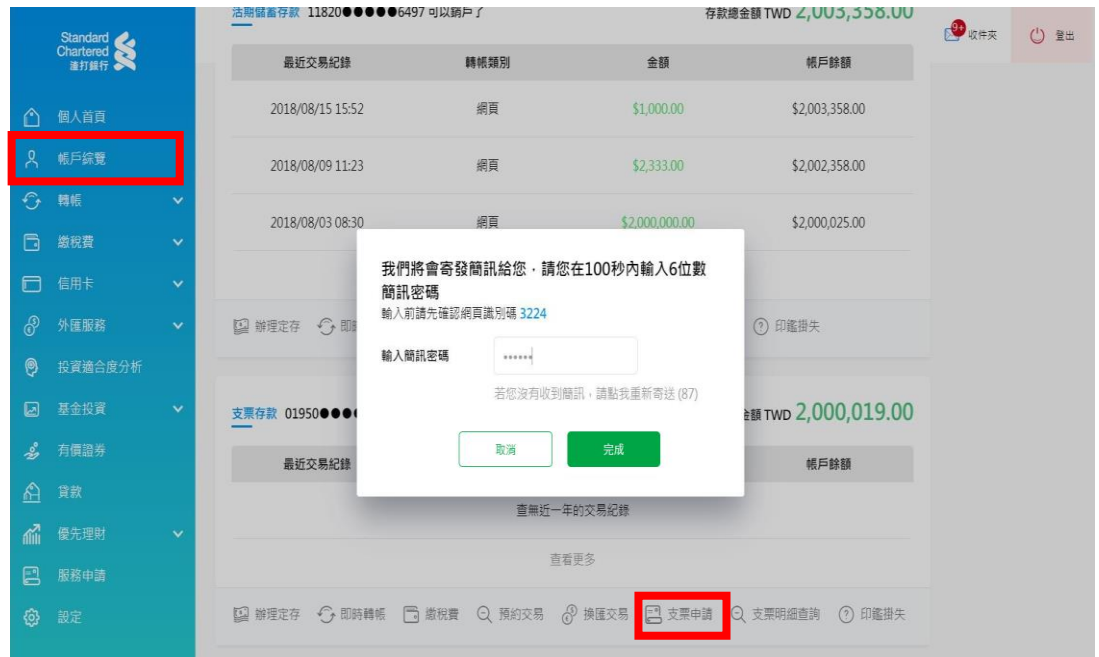 Standard
Chartered
渣打銀行
個人首頁
帳戶綜覽
轉帳
繳稅費
信用卡
外匯服務
投資適合度分析
基金投資
有價證券
貸款
優先理財
服務申請
設定
活期儲蓄存款 11820●●●●●6497 可以銷戶了 存款總金額 TWD 2,003,358.00
9+ 收件夾 登出
最近交易紀錄 轉帳類別 金額 帳戶餘額
2018/08/15 15:52 網頁 $1,000.00 $2,003,358.00
2018/08/09 11:23 網頁 $2,333.00 $2,002,358.00
2018/08/03 08:30 網頁 $2,000,000.00 $2,000,025.00
辦理定存 即時 印鑑掛失
我們將會寄發簡訊給您，請您在100秒內輸入6位數
簡訊密碼
輸入前請先確認網頁識別碼 3224
輸入簡訊密碼 ••••••
若您沒有收到簡訊，請點我重新寄送 (87)
取消 完成
支票存款 01950●●●● 金額 TWD 2,000,019.00
最近交易紀錄 帳戶餘額
查無近一年的交易紀錄
查看更多
辦理定存 即時轉帳 繳稅費 預約交易 換匯交易 支票申請 支票明細查詢 印鑑掛失